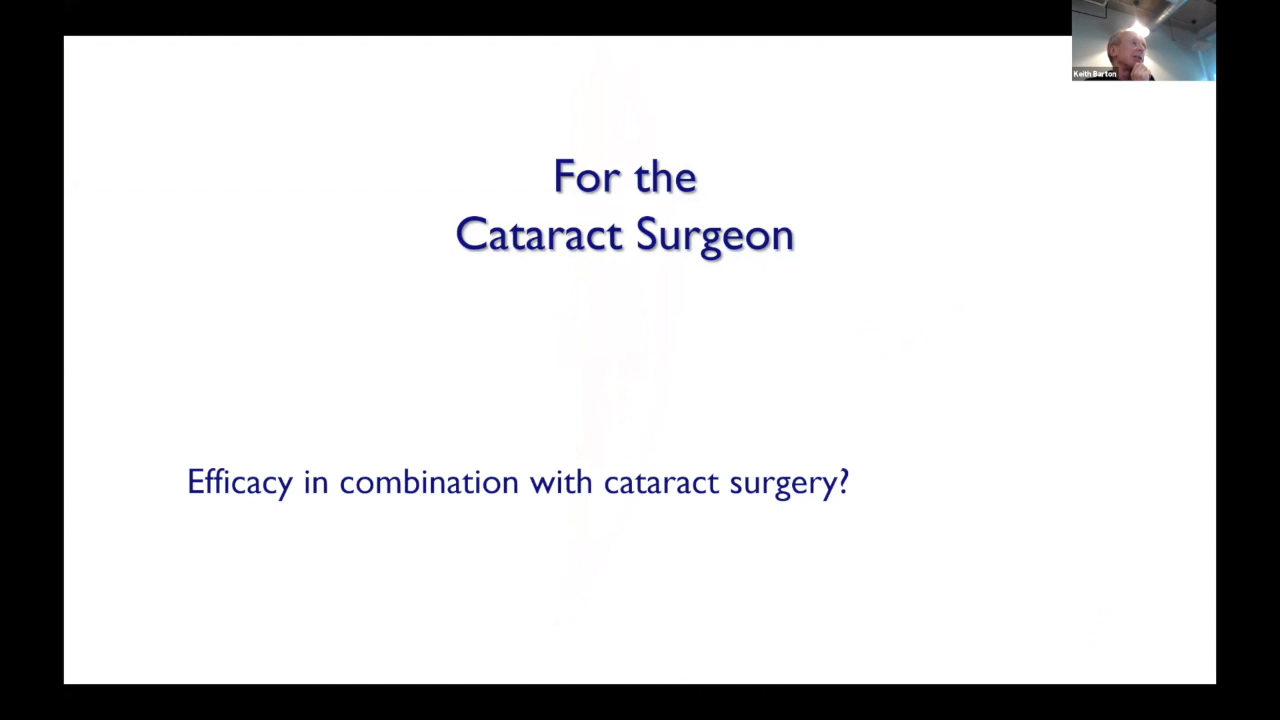 Keith Barton
For the
Cataract Surgeon
Efficacy in combination with cataract surgery?